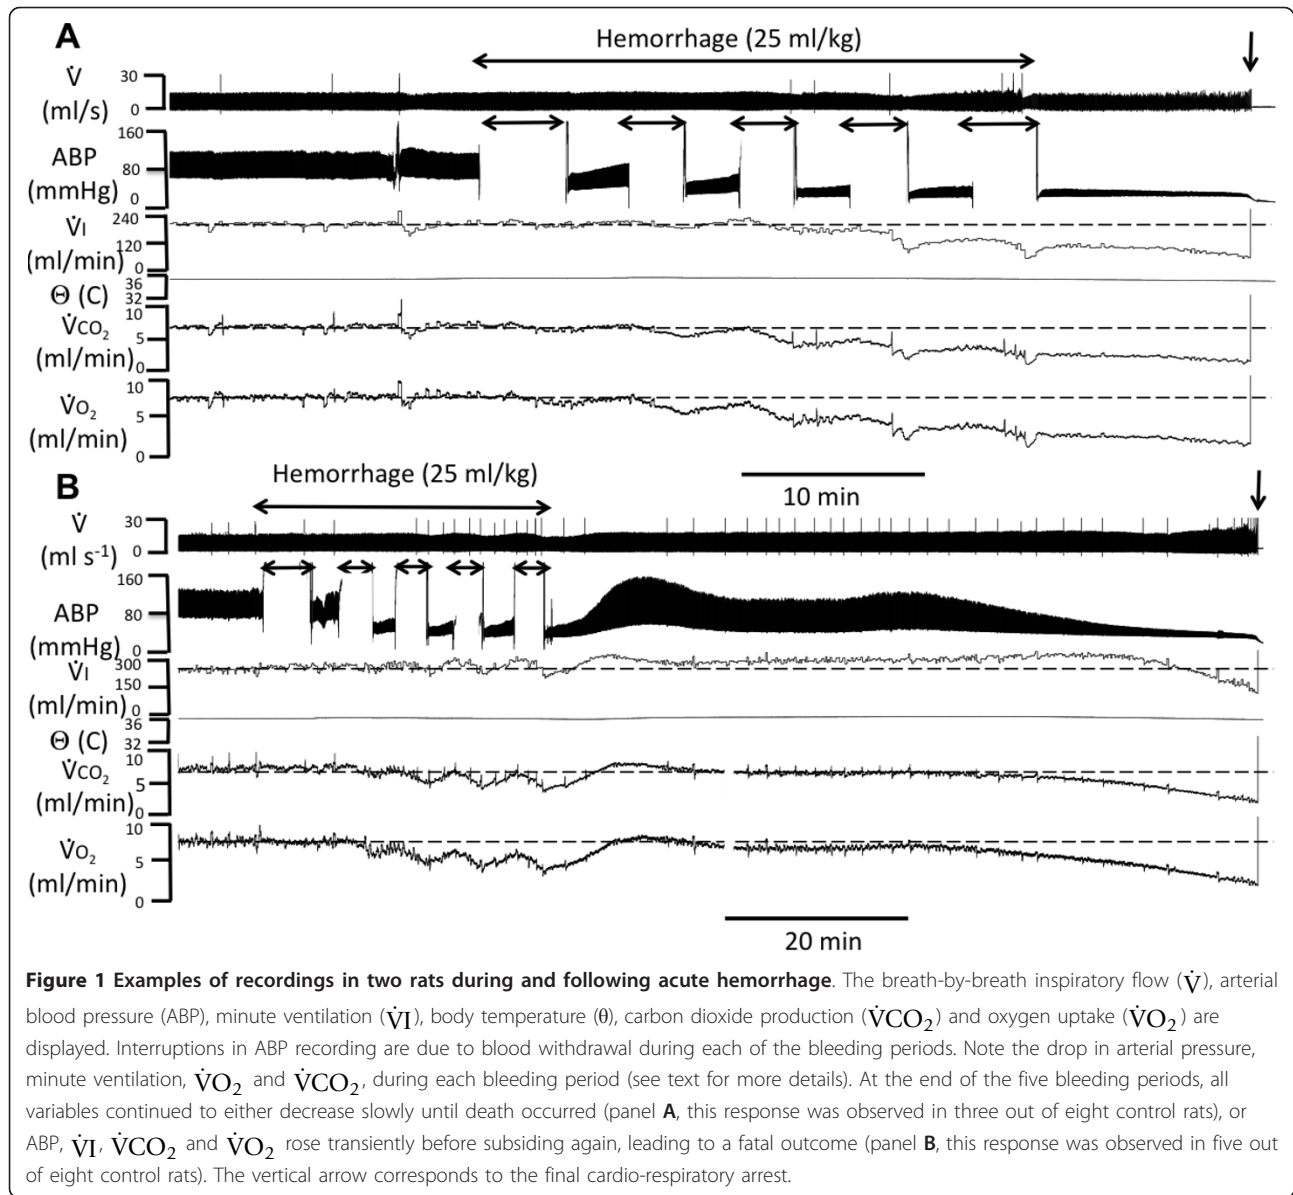 A
Hemorrhage (25 ml/kg)
V̇
(ml/s)
30
0
ABP
(mmHg)
160
80
0
V̇I
(ml/min)
240
120
0
Θ (C)
36
32
V̇CO₂
(ml/min)
10
5
0
V̇O₂
(ml/min)
10
5
0
10 min
B
Hemorrhage (25 ml/kg)
V̇
(ml s⁻¹)
30
0
ABP
(mmHg)
160
80
0
V̇I
(ml/min)
300
150
0
Θ (C)
36
32
V̇CO₂
(ml/min)
10
5
0
V̇O₂
(ml/min)
10
5
0
20 min
Figure 1 Examples of recordings in two rats during and following acute hemorrhage. The breath-by-breath inspiratory flow (V̇), arterial
blood pressure (ABP), minute ventilation (V̇I), body temperature (θ), carbon dioxide production (V̇CO₂) and oxygen uptake (V̇O₂) are
displayed. Interruptions in ABP recording are due to blood withdrawal during each of the bleeding periods. Note the drop in arterial pressure,
minute ventilation, V̇O₂ and V̇CO₂, during each bleeding period (see text for more details). At the end of the five bleeding periods, all
variables continued to either decrease slowly until death occurred (panel A, this response was observed in three out of eight control rats), or
ABP, V̇I, V̇CO₂ and V̇O₂ rose transiently before subsiding again, leading to a fatal outcome (panel B, this response was observed in five out
of eight control rats). The vertical arrow corresponds to the final cardio-respiratory arrest.